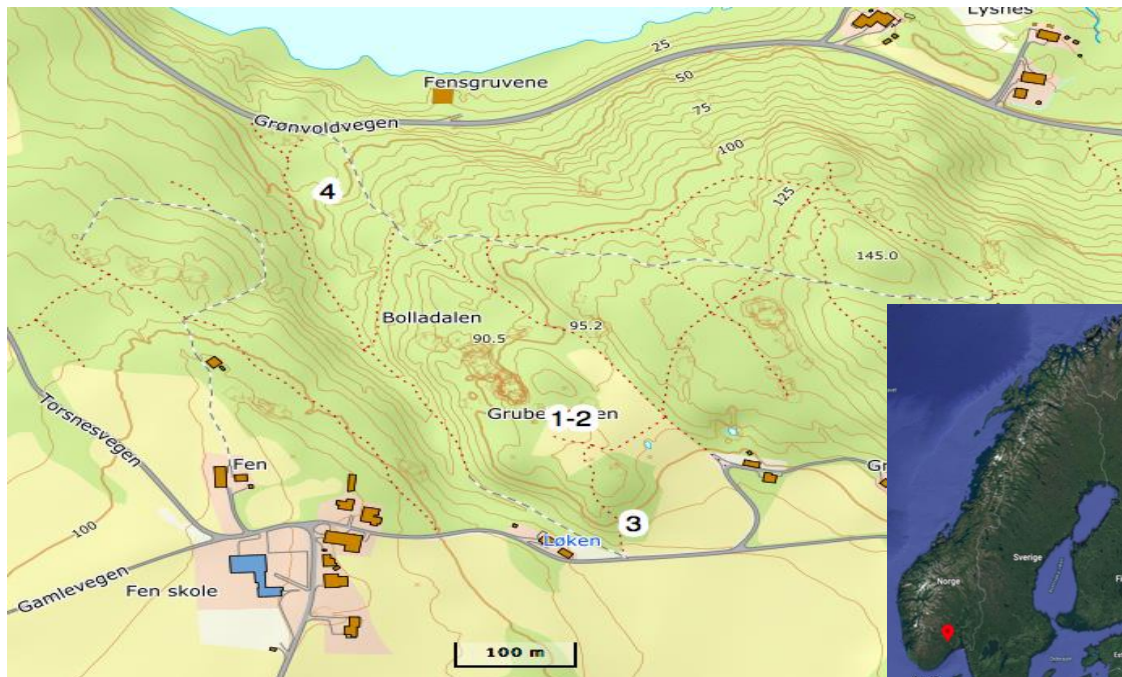 Lysnes
25
Fensgruvene
50
Grønvoldvegen
75
100
4
125
145.0
Bolladalen
95.2
90.5
1-2
Torsnesvegen
Fen
3
100
Løken
Sverige
Norge
Gamlevegen
Fen skole
100 m